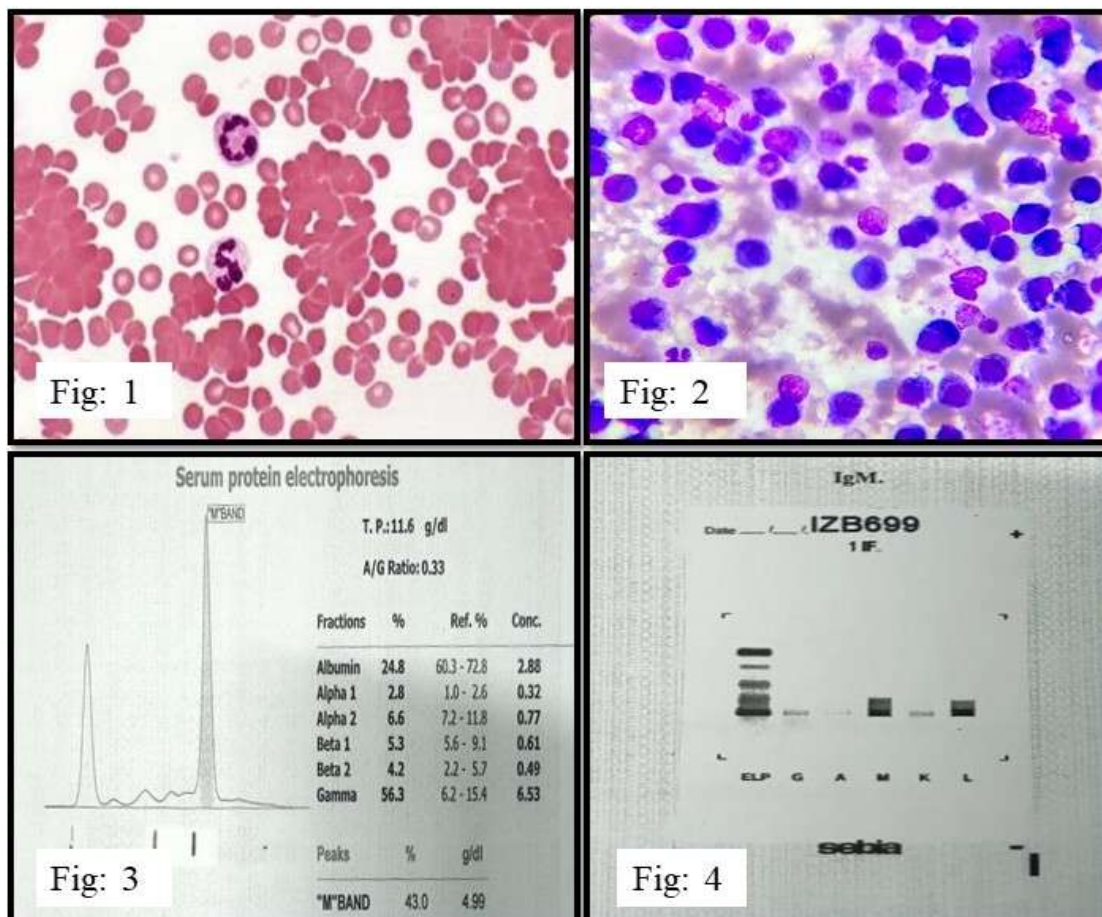 Fig: 1
Fig: 2
Serum protein electrophoresis
"M"BAND
T. P.:11.6 g/dl
A/G Ratio: 0.33
Fractions % Ref. % Conc.
Albumin 24.8 60.3 - 72.8 2.88
Alpha 1 2.8 1.0 - 2.6 0.32
Alpha 2 6.6 7.2 - 11.8 0.77
Beta 1 5.3 5.6 - 9.1 0.61
Beta 2 4.2 2.2 - 5.7 0.49
Gamma 56.3 6.2 - 15.4 6.53
Peaks % g/dl
"M"BAND 43.0 4.99
Fig: 3
IgM.
Date ___ /___ /
IZB699
1 IF.
+
ELP G A M K L
sebia
-
Fig: 4